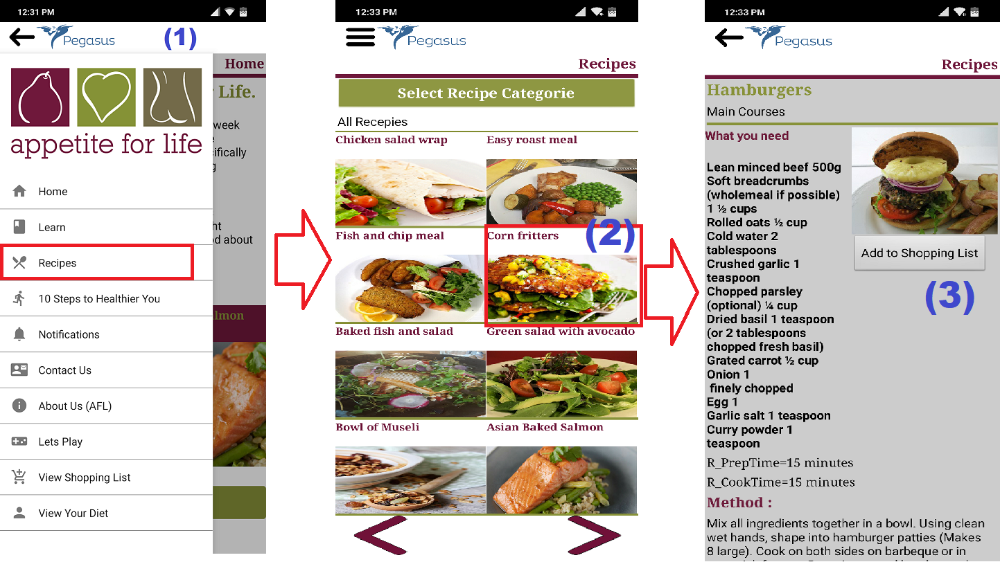 12:31 PM
Pegasus
(1)
Home
appetite for life
r Life.
week
ifically
g
Home
Learn
ht
d about
Recipes
10 Steps to Healthier You
lmon
Notifications
Contact Us
About Us (AFL)
Lets Play
View Shopping List
View Your Diet
12:33 PM
Pegasus
Recipes
Select Recipe Categorie
All Recepies
Chicken salad wrap
Easy roast meal
Fish and chip meal
Corn fritters
(2)
Baked fish and salad
Green salad with avocado
Bowl of Museli
Asian Baked Salmon
12:33 PM
Pegasus
Recipes
Hamburgers
Main Courses
What you need
Lean minced beef 500g
Soft breadcrumbs
(wholemeal if possible)
1 ½ cups
Rolled oats ½ cup
Cold water 2
tablespoons
Crushed garlic 1
teaspoon
Chopped parsley
(optional) ¼ cup
Dried basil 1 teaspoon
(or 2 tablespoons
chopped fresh basil)
Grated carrot ½ cup
Onion 1
finely chopped
Egg 1
Garlic salt 1 teaspoon
Curry powder 1
teaspoon
Add to Shopping List
(3)
R_PrepTime=15 minutes
R_CookTime=15 minutes
Method :
Mix all ingredients together in a bowl. Using clean
wet hands, shape into hamburger patties (Makes
8 large). Cook on both sides on barbeque or in